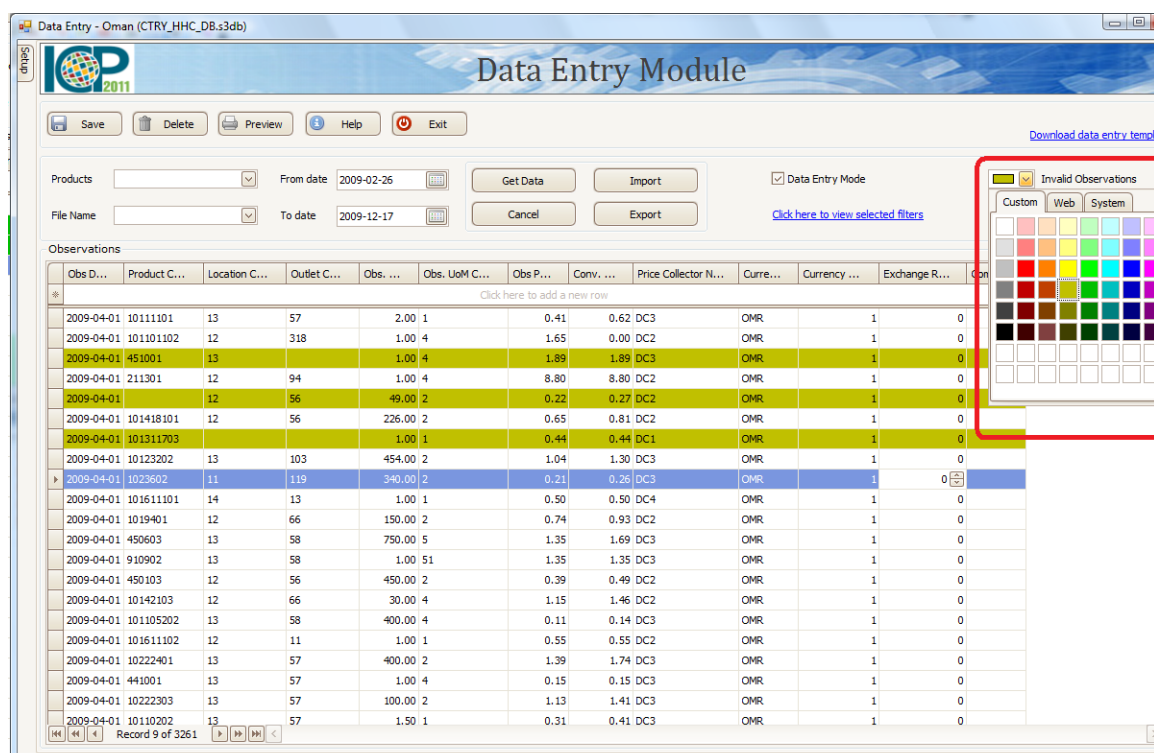 Data Entry - Oman (CTRY_HHC_DB.s3db)
Setup
ICP 2011
Data Entry Module
Save Delete Preview Help Exit
Download data entry templ
Products From date 2009-02-26 Get Data Import Data Entry Mode Invalid Observations
Custom Web System
File Name To date 2009-12-17 Cancel Export Click here to view selected filters
Observations
Obs D... Product C... Location C... Outlet C... Obs. ... Obs. UoM C... Obs P... Conv. ... Price Collector N... Curre... Currency ... Exchange R... Con
Click here to add a new row
2009-04-01 10111101 13 57 2.00 1 0.41 0.62 DC3 OMR 1 0
2009-04-01 101101102 12 318 1.00 4 1.65 0.00 DC2 OMR 1 0
2009-04-01 451001 13 1.00 4 1.89 1.89 DC3 OMR 1 0
2009-04-01 211301 12 94 1.00 4 8.80 8.80 DC2 OMR 1 0
2009-04-01 12 56 49.00 2 0.22 0.27 DC2 OMR 1 0
2009-04-01 101418101 12 56 226.00 2 0.65 0.81 DC2 OMR 1 0
2009-04-01 101311703 1.00 1 0.44 0.44 DC1 OMR 1 0
2009-04-01 10123202 13 103 454.00 2 1.04 1.30 DC3 OMR 1 0
2009-04-01 1023602 11 119 340.00 2 0.21 0.26 DC3 OMR 1 0
2009-04-01 101611101 14 13 1.00 1 0.50 0.50 DC4 OMR 1 0
2009-04-01 1019401 12 66 150.00 2 0.74 0.93 DC2 OMR 1 0
2009-04-01 450603 13 58 750.00 5 1.35 1.69 DC3 OMR 1 0
2009-04-01 910902 13 58 1.00 51 1.35 1.35 DC3 OMR 1 0
2009-04-01 450103 12 56 450.00 2 0.39 0.49 DC2 OMR 1 0
2009-04-01 10142103 12 66 30.00 4 1.15 1.46 DC2 OMR 1 0
2009-04-01 101105202 13 58 400.00 4 0.11 0.14 DC3 OMR 1 0
2009-04-01 101611102 12 11 1.00 1 0.55 0.55 DC2 OMR 1 0
2009-04-01 10222401 13 57 400.00 2 1.39 1.74 DC3 OMR 1 0
2009-04-01 441001 13 57 1.00 4 0.15 0.15 DC3 OMR 1 0
2009-04-01 10222303 13 57 100.00 2 1.13 1.41 DC3 OMR 1 0
2009-04-01 10110202 13 57 1.50 1 0.31 0.41 DC3 OMR 1 0
Record 9 of 3261